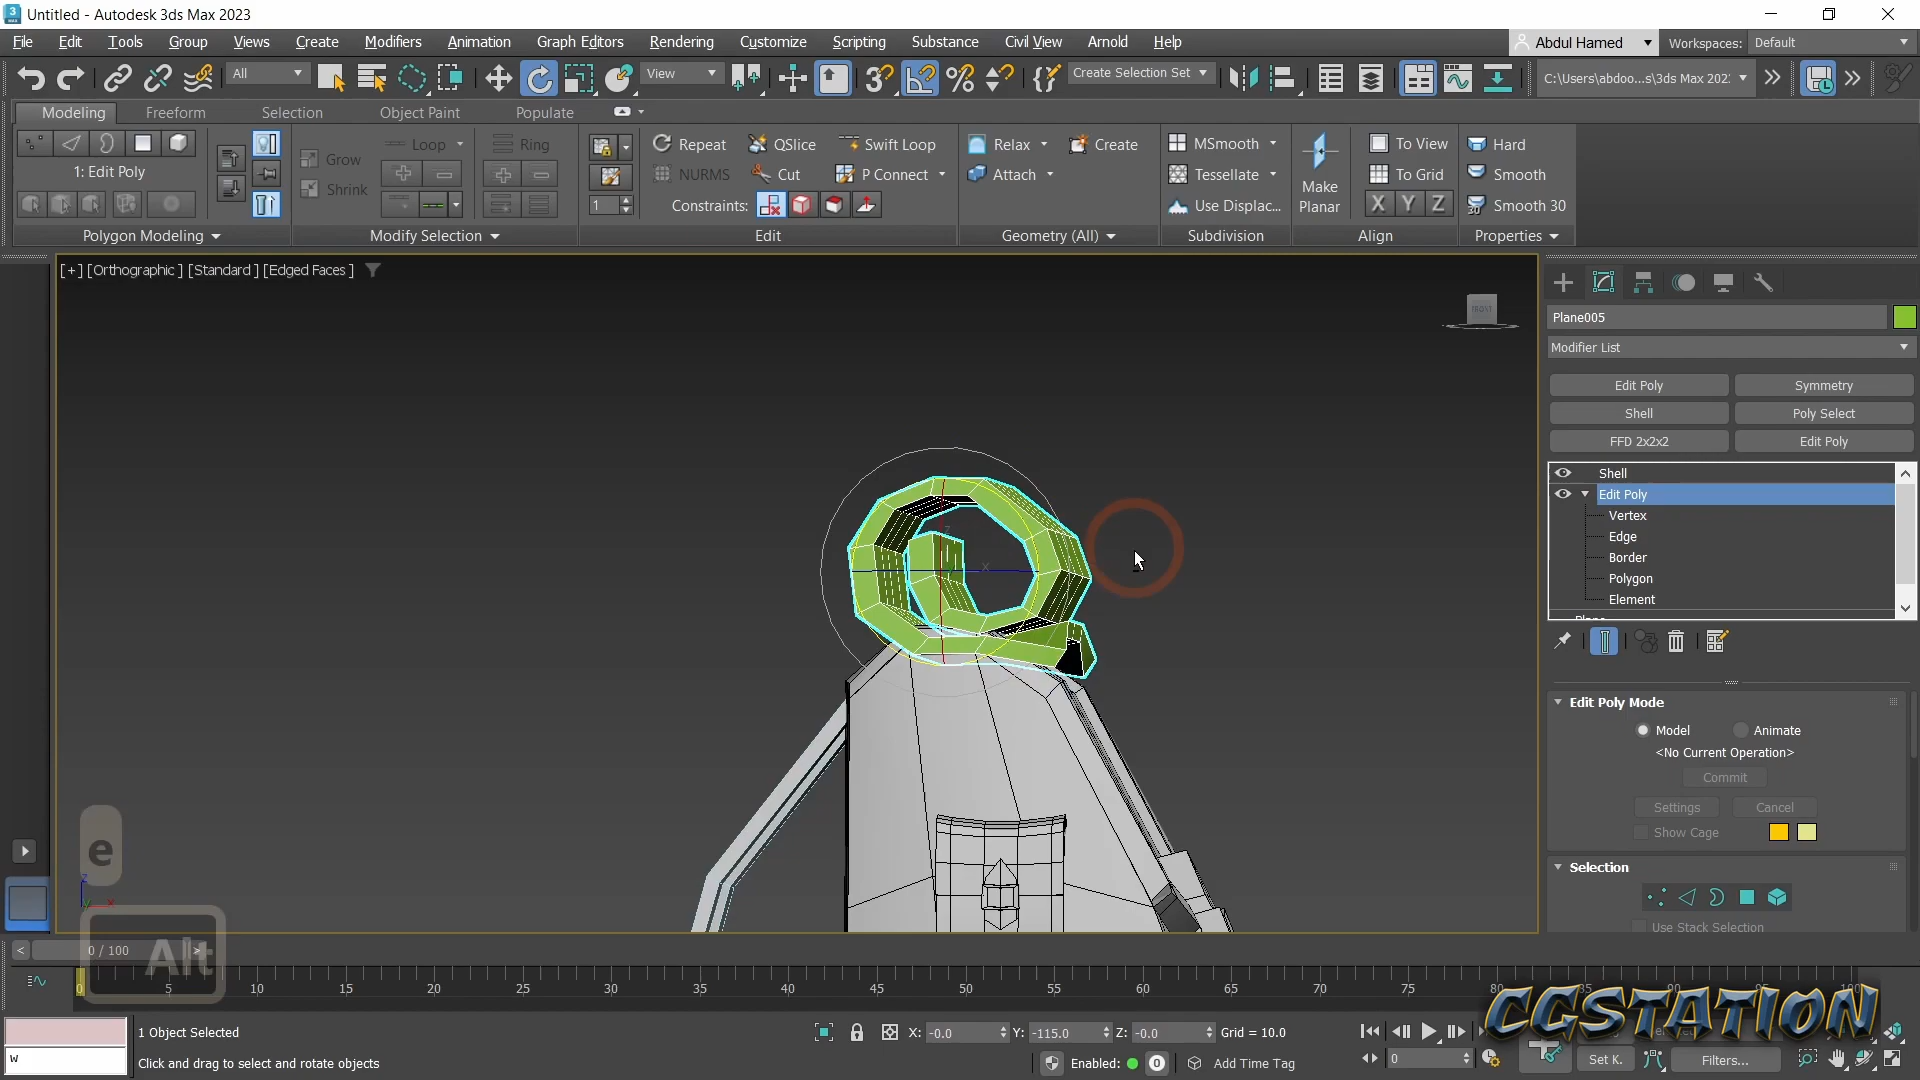 Untitled - Autodesk 3ds Max 2023
File Edit Tools Group Views Create Modifiers Animation Graph Editors Rendering Customize Scripting Substance Civil View Arnold Help
Abdul Hamed Workspaces: Default
All View Create Selection Set C:\Users\abdoo...s\3ds Max 202
Modeling Freeform Selection Object Paint Populate
Loop Ring Repeat QSlice Swift Loop Relax Create MSmooth To View Hard
1: Edit Poly Grow NURMS Cut P Connect Attach Tessellate Make Planar To Grid Smooth
Shrink 1 Constraints: Use Displac... X Y Z Smooth 30
Polygon Modeling Modify Selection Edit Geometry (All) Subdivision Align Properties
[+] [Orthographic ] [Standard ] [Edged Faces ]
FRONT
Plane005
Modifier List
Edit Poly Symmetry
Shell Poly Select
FFD 2x2x2 Edit Poly
Shell
Edit Poly
Vertex
Edge
Border
Polygon
Element
Edit Poly Mode
Model Animate
<No Current Operation>
Commit
Settings Cancel
Show Cage
Selection
Use Stack Selection
z
x
e
z
y x
Alt
< 0 / 100 >
0 5 10 15 20 25 30 35 40 45 50 55 60 65 70 75 80 85 90 95 100
CGSTATION
1 Object Selected X: -0.0 Y: -115.0 Z: -0.0 Grid = 10.0
w
Click and drag to select and rotate objects Enabled: 0 Add Time Tag 0 Set K. Filters...